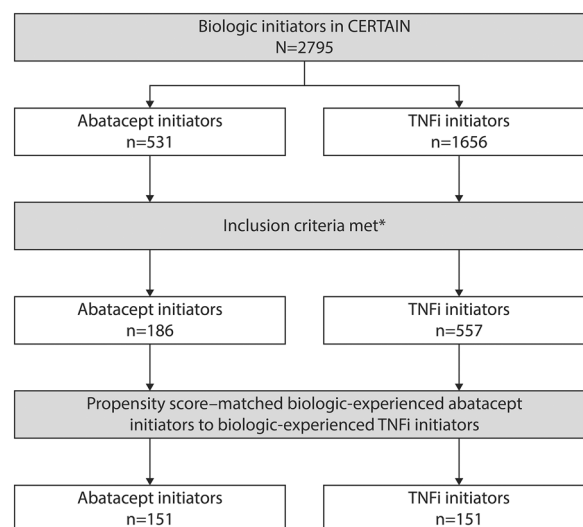 Biologic initiators in CERTAIN
N=2795
Abatacept initiators
n=531
TNFi initiators
n=1656
Inclusion criteria met*
Abatacept initiators
n=186
TNFi initiators
n=557
Propensity score–matched biologic-experienced abatacept
initiators to biologic-experienced TNFi initiators
Abatacept initiators
n=151
TNFi initiators
n=151